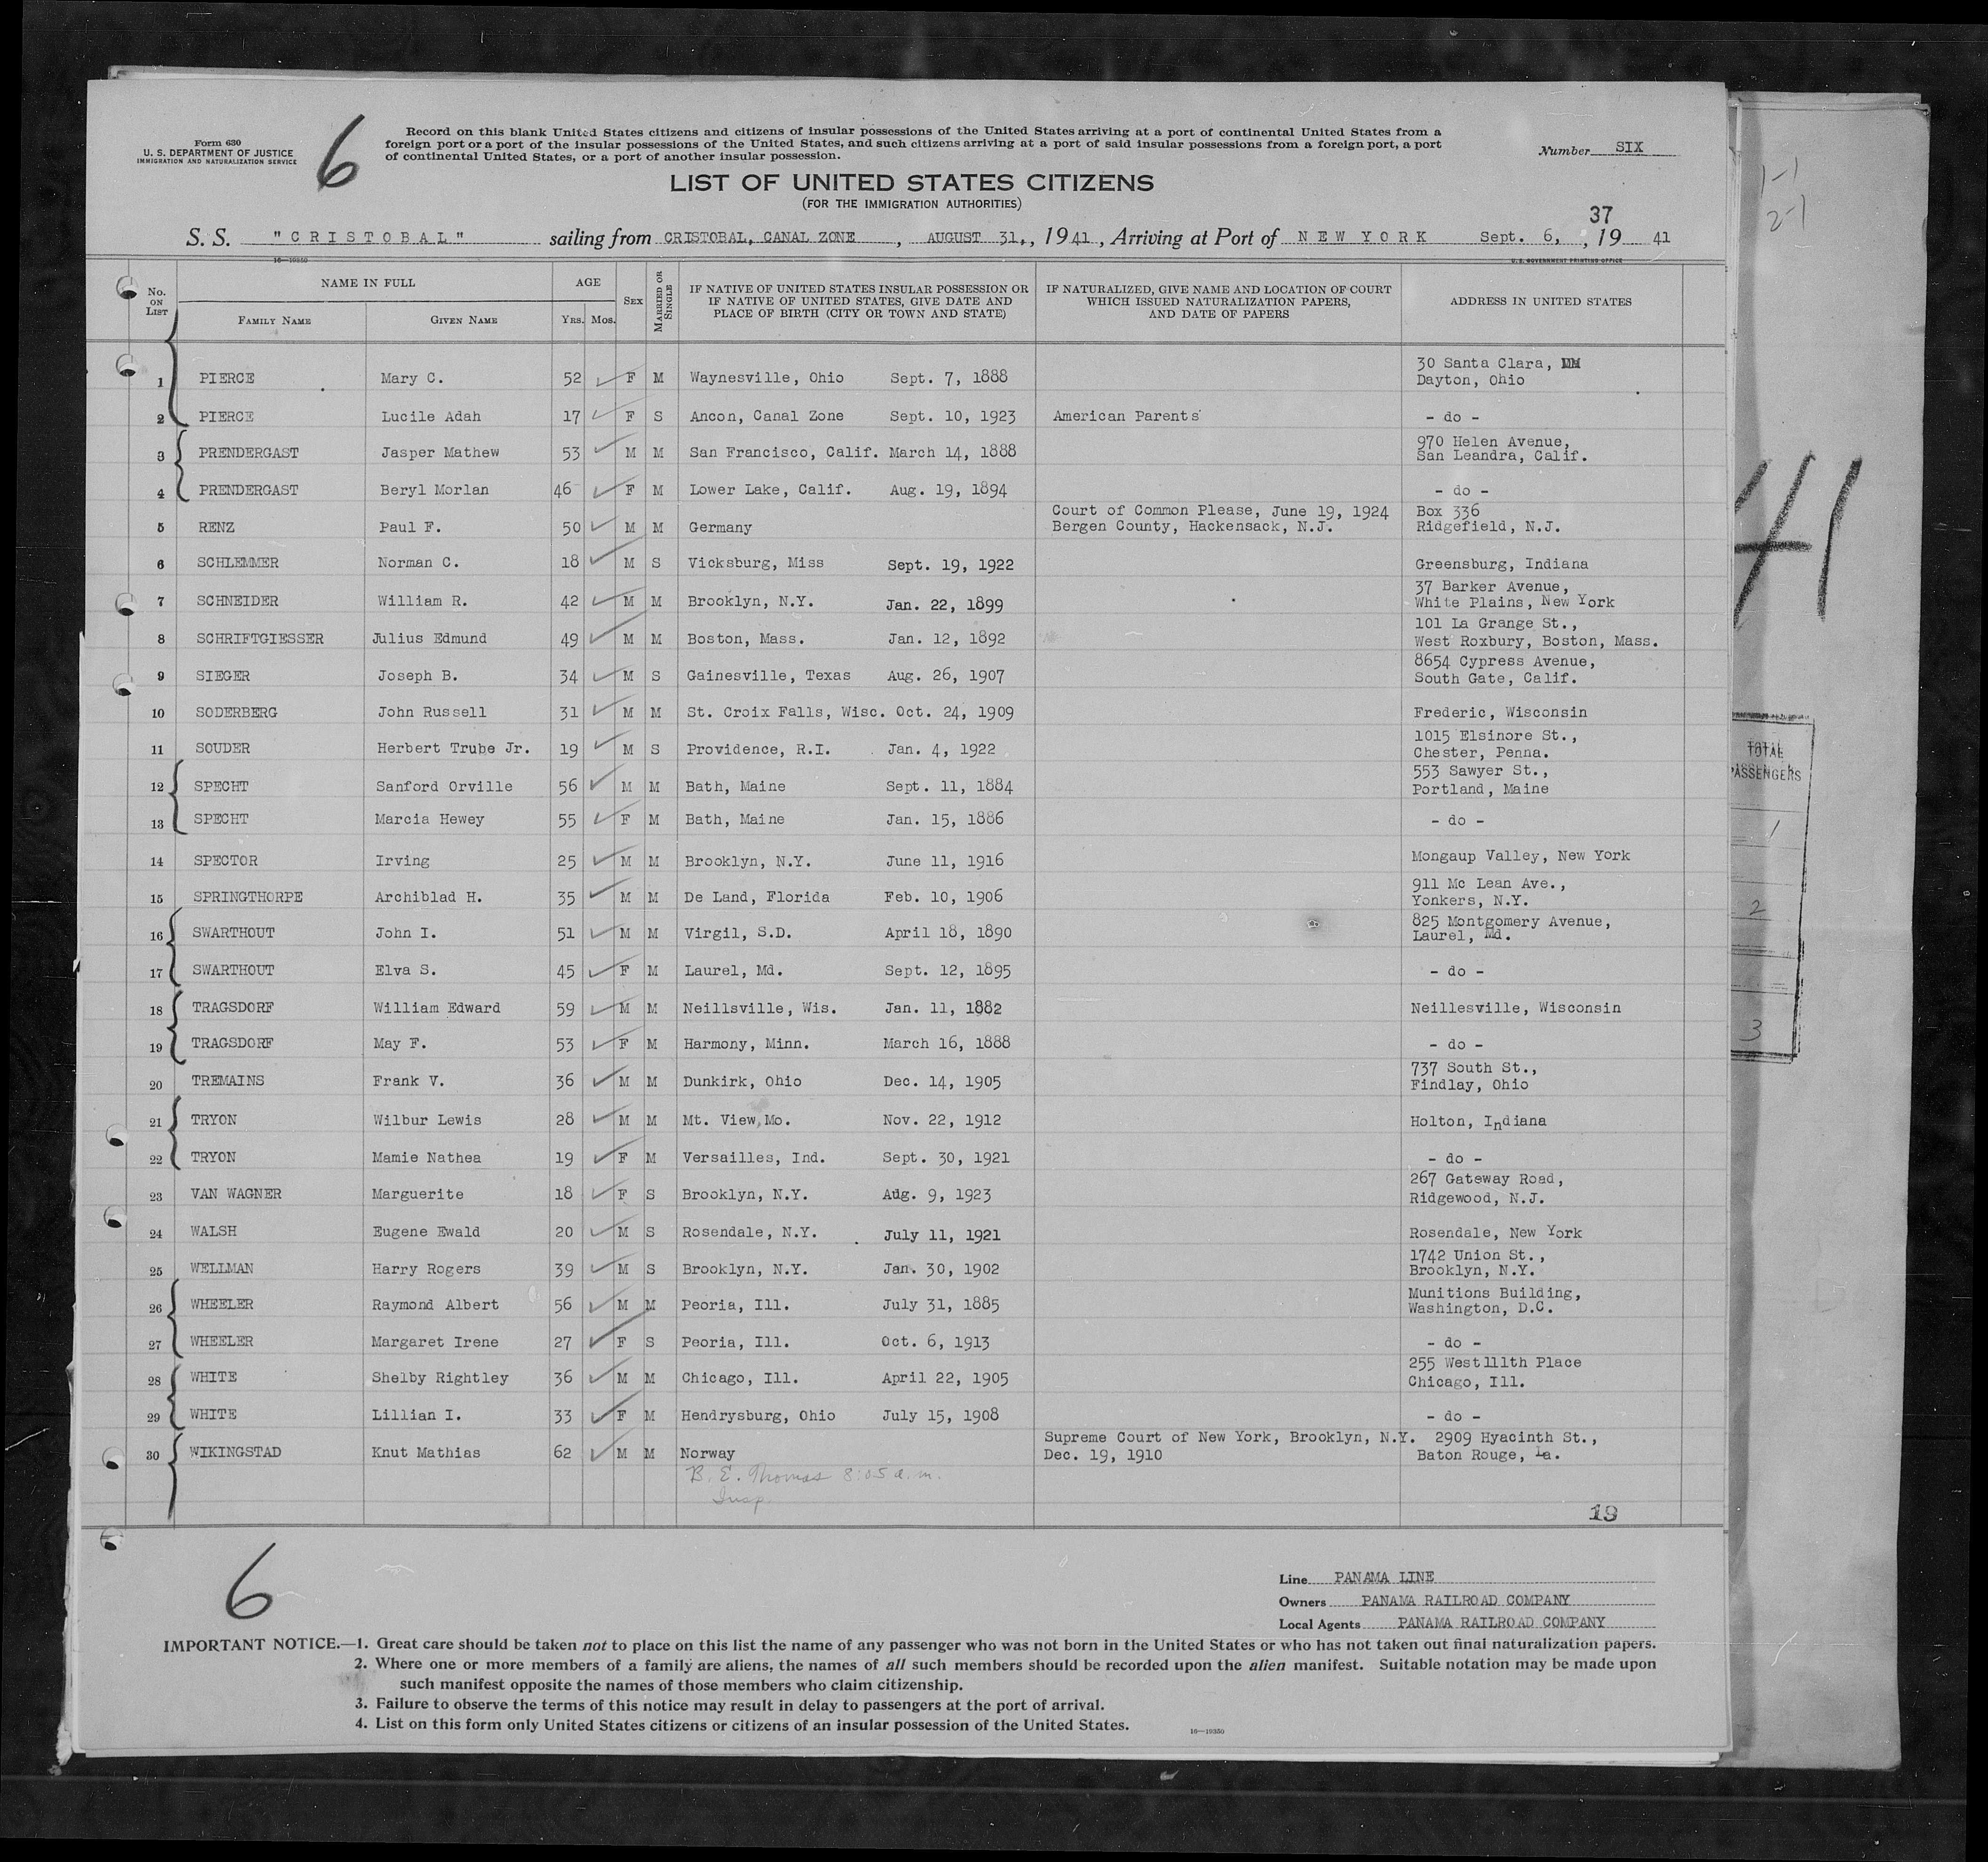 Form 630
U. S. DEPARTMENT OF JUSTICE
IMMIGRATION AND NATURALIZATION SERVICE
6
Record on this blank United States citizens and citizens of insular possessions of the United States arriving at a port of continental United States from a
foreign port or a port of the insular possessions of the United States, and such citizens arriving at a port of said insular possessions from a foreign port, a port
of continental United States, or a port of another insular possession.
Number SIX
LIST OF UNITED STATES CITIZENS
(FOR THE IMMIGRATION AUTHORITIES)
37
S. S. "CRISTOBAL" sailing from CRISTOBAL, CANAL ZONE, AUGUST 31,, 1941, Arriving at Port of NEW YORK Sept. 6, , 19 41
16—19350
U. S. GOVERNMENT PRINTING OFFICE
No. ON LIST
NAME IN FULL
FAMILY NAME
GIVEN NAME
AGE
YRS. MOS.
SEX
MARRIED OR SINGLE
IF NATIVE OF UNITED STATES INSULAR POSSESSION OR
IF NATIVE OF UNITED STATES, GIVE DATE AND
PLACE OF BIRTH (CITY OR TOWN AND STATE)
IF NATURALIZED, GIVE NAME AND LOCATION OF COURT
WHICH ISSUED NATURALIZATION PAPERS,
AND DATE OF PAPERS
ADDRESS IN UNITED STATES
30 Santa Clara,
1 PIERCE Mary C. 52 F M Waynesville, Ohio Sept. 7, 1888 Dayton, Ohio
2 PIERCE Lucile Adah 17 F S Ancon, Canal Zone Sept. 10, 1923 American Parents - do -
970 Helen Avenue,
3 PRENDERGAST Jasper Mathew 53 M M San Francisco, Calif. March 14, 1888 San Leandra, Calif.
4 PRENDERGAST Beryl Morlan 46 F M Lower Lake, Calif. Aug. 19, 1894 - do -
Court of Common Please, June 19, 1924 Box 336
5 RENZ Paul F. 50 M M Germany Bergen County, Hackensack, N.J. Ridgefield, N.J.
6 SCHLEMMER Norman C. 18 M S Vicksburg, Miss Sept. 19, 1922 Greensburg, Indiana
37 Barker Avenue,
7 SCHNEIDER William R. 42 M M Brooklyn, N.Y. Jan. 22, 1899 White Plains, New York
101 La Grange St.,
8 SCHRIFTGIESSER Julius Edmund 49 M M Boston, Mass. Jan. 12, 1892 West Roxbury, Boston, Mass.
8654 Cypress Avenue,
9 SIEGER Joseph B. 34 M S Gainesville, Texas Aug. 26, 1907 South Gate, Calif.
10 SODERBERG John Russell 31 M M St. Croix Falls, Wisc. Oct. 24, 1909 Frederic, Wisconsin
1015 Elsinore St.,
11 SOUDER Herbert Trube Jr. 19 M S Providence, R.I. Jan. 4, 1922 Chester, Penna.
553 Sawyer St.,
12 SPECHT Sanford Orville 56 M M Bath, Maine Sept. 11, 1884 Portland, Maine
13 SPECHT Marcia Hewey 55 F M Bath, Maine Jan. 15, 1886 - do -
14 SPECTOR Irving 25 M M Brooklyn, N.Y. June 11, 1916 Mongaup Valley, New York
911 Mc Lean Ave.,
15 SPRINGTHORPE Archiblad H. 35 M M De Land, Florida Feb. 10, 1906 Yonkers, N.Y.
825 Montgomery Avenue,
16 SWARTHOUT John I. 51 M M Virgil, S.D. April 18, 1890 Laurel, Md.
17 SWARTHOUT Elva S. 45 F M Laurel, Md. Sept. 12, 1895 - do -
18 TRAGSDORF William Edward 59 M M Neillsville, Wis. Jan. 11, 1882 Neillesville, Wisconsin
19 TRAGSDORF May F. 53 F M Harmony, Minn. March 16, 1888 - do -
737 South St.,
20 TREMAINS Frank V. 36 M M Dunkirk, Ohio Dec. 14, 1905 Findlay, Ohio
21 TRYON Wilbur Lewis 28 M M Mt. View, Mo. Nov. 22, 1912 Holton, Indiana
22 TRYON Mamie Nathea 19 F M Versailles, Ind. Sept. 30, 1921 - do -
267 Gateway Road,
23 VAN WAGNER Marguerite 18 F S Brooklyn, N.Y. Aug. 9, 1923 Ridgewood, N.J.
24 WALSH Eugene Ewald 20 M S Rosendale, N.Y. July 11, 1921 Rosendale, New York
1742 Union St.,
25 WELLMAN Harry Rogers 39 M S Brooklyn, N.Y. Jan. 30, 1902 Brooklyn, N.Y.
Munitions Building,
26 WHEELER Raymond Albert 56 M M Peoria, Ill. July 31, 1885 Washington, D.C.
27 WHEELER Margaret Irene 27 F S Peoria, Ill. Oct. 6, 1913 - do -
255 West 111th Place
28 WHITE Shelby Rightley 36 M M Chicago, Ill. April 22, 1905 Chicago, Ill.
29 WHITE Lillian I. 33 F M Hendrysburg, Ohio July 15, 1908 - do -
Supreme Court of New York, Brooklyn, N.Y. 2909 Hyacinth St.,
30 WIKINGSTAD Knut Mathias 62 M M Norway Dec. 19, 1910 Baton Rouge, La.
B. E. Thomas 8:05 a.m.
Insp.
19
6
Line PANAMA LINE
Owners PANAMA RAILROAD COMPANY
Local Agents PANAMA RAILROAD COMPANY
IMPORTANT NOTICE.—1. Great care should be taken not to place on this list the name of any passenger who was not born in the United States or who has not taken out final naturalization papers.
2. Where one or more members of a family are aliens, the names of all such members should be recorded upon the alien manifest. Suitable notation may be made upon
such manifest opposite the names of those members who claim citizenship.
3. Failure to observe the terms of this notice may result in delay to passengers at the port of arrival.
4. List on this form only United States citizens or citizens of an insular possession of the United States.
16—19350
1-1
2-1
41
TOTAL
PASSENGERS
1
2
3